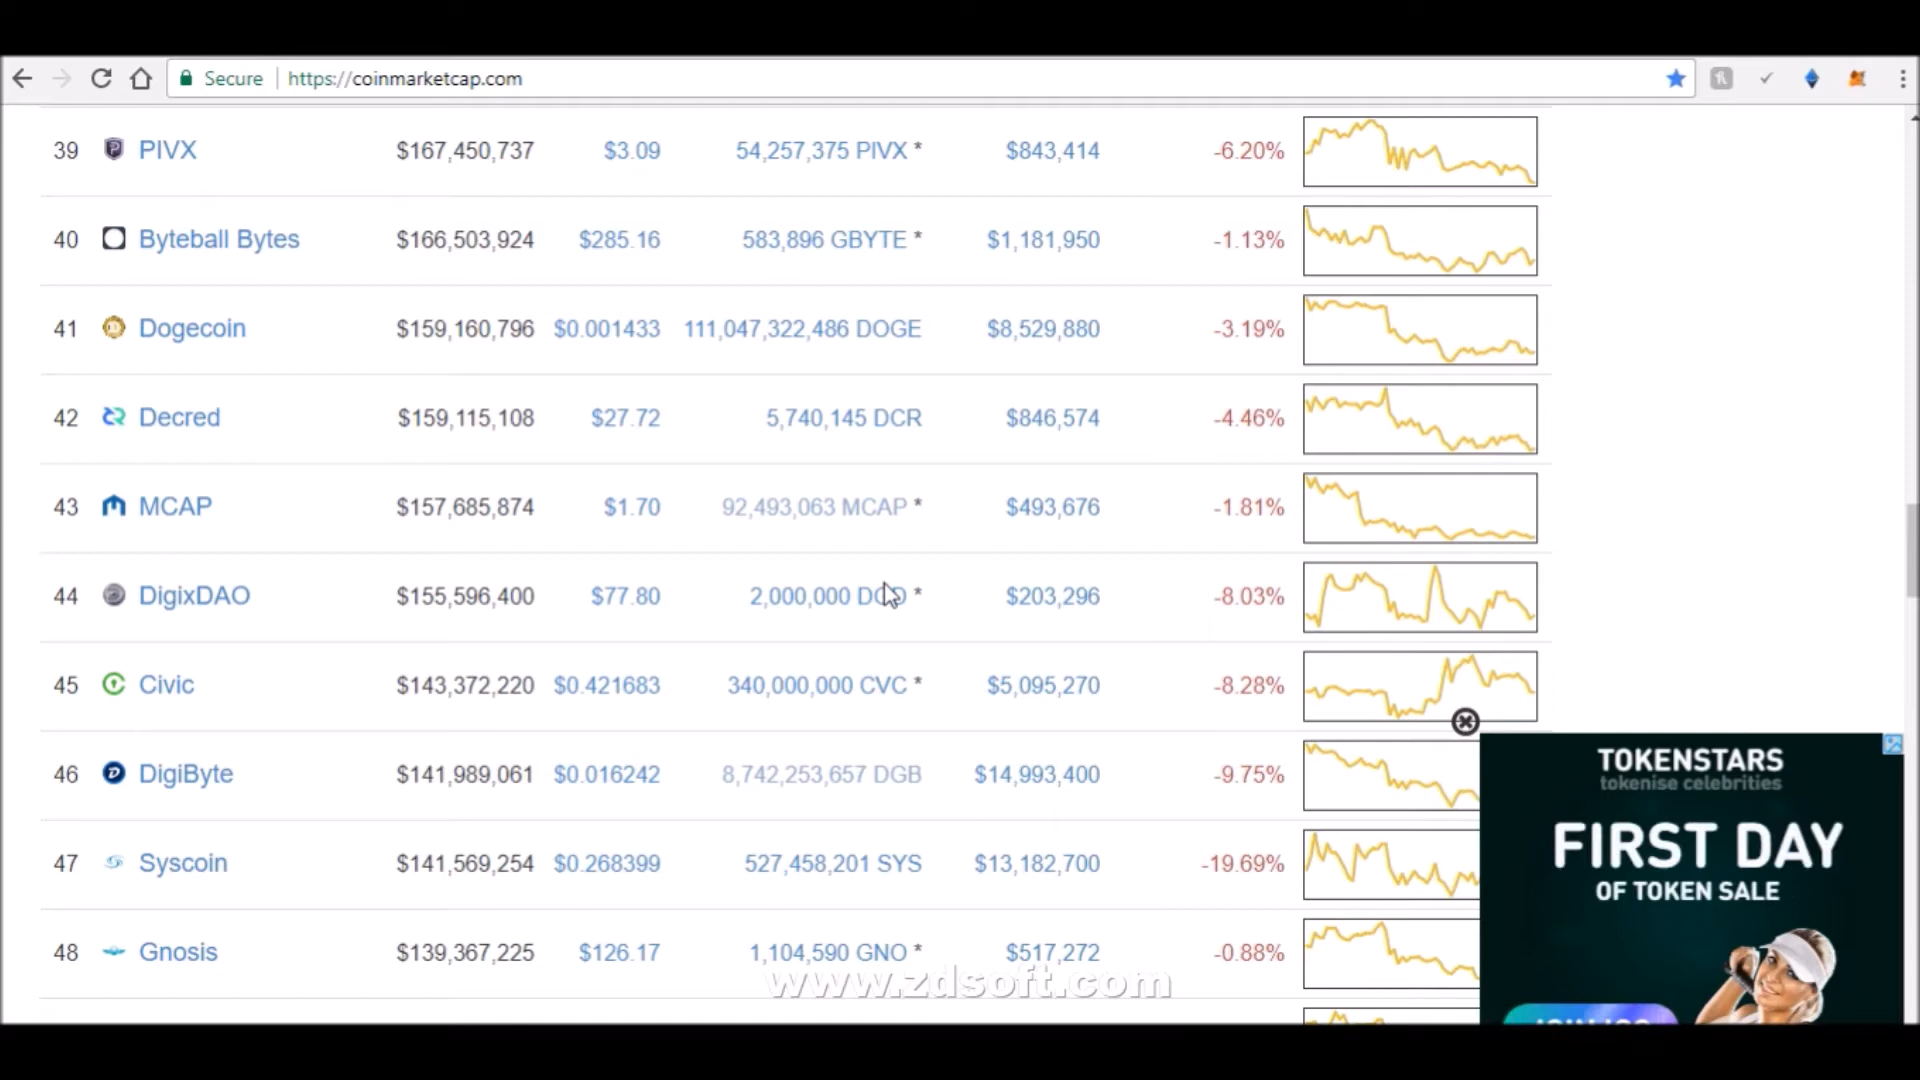 Secure https://coinmarketcap.com
39 PIVX $167,450,737 $3.09 54,257,375 PIVX * $843,414 -6.20%
40 Byteball Bytes $166,503,924 $285.16 583,896 GBYTE * $1,181,950 -1.13%
41 Dogecoin $159,160,796 $0.001433 111,047,322,486 DOGE $8,529,880 -3.19%
42 Decred $159,115,108 $27.72 5,740,145 DCR $846,574 -4.46%
43 MCAP $157,685,874 $1.70 92,493,063 MCAP * $493,676 -1.81%
44 DigixDAO $155,596,400 $77.80 2,000,000 * $203,296 -8.03%
45 Civic $143,372,220 $0.421683 340,000,000 CVC * $5,095,270 -8.28%
46 DigiByte $141,989,061 $0.016242 8,742,253,657 DGB $14,993,400 -9.75%
47 Syscoin $141,569,254 $0.268399 527,458,201 SYS $13,182,700 -19.69%
48 Gnosis $139,367,225 $126.17 1,104,590 GNO * $517,272 -0.88%
www.zdsoft.com
TOKENSTARS
tokenise celebrities
FIRST DAY
OF TOKEN SALE